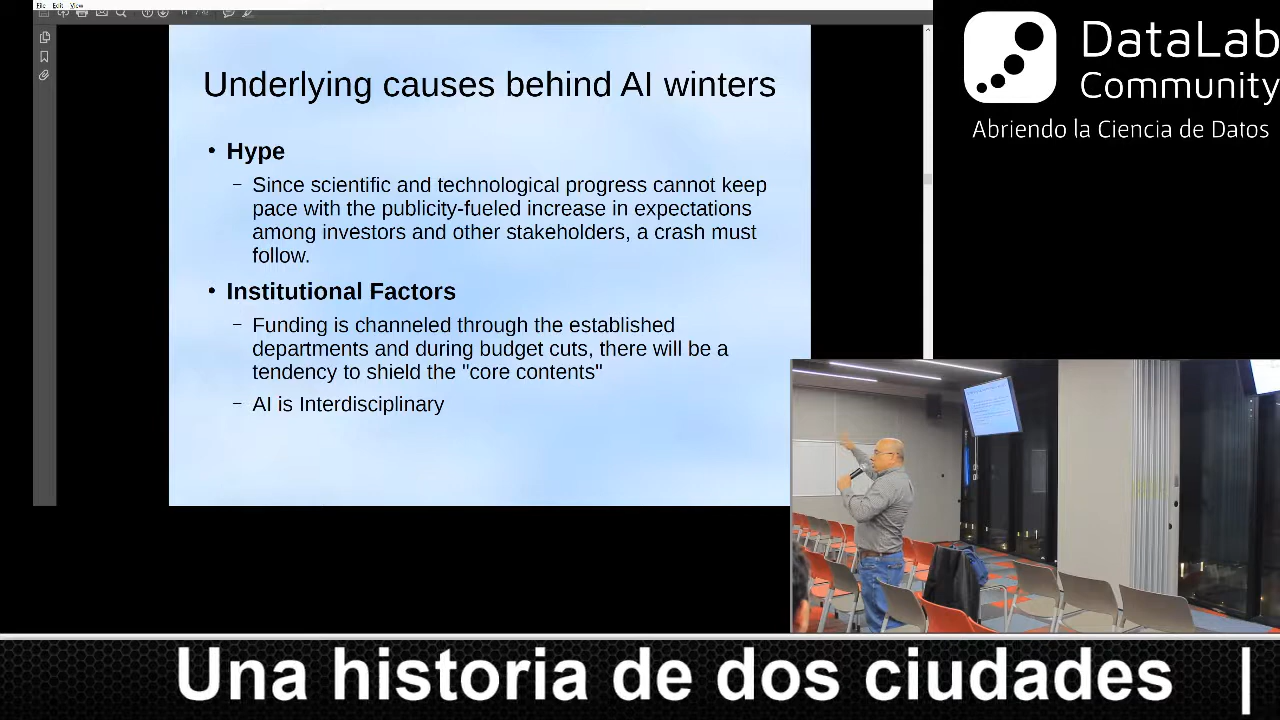 File Edit View
Underlying causes behind AI winters
• Hype
– Since scientific and technological progress cannot keep
pace with the publicity-fueled increase in expectations
among investors and other stakeholders, a crash must
follow.
• Institutional Factors
– Funding is channeled through the established
departments and during budget cuts, there will be a
tendency to shield the "core contents"
– AI is Interdisciplinary
DataLab
Community
Abriendo la Ciencia de Datos
Una historia de dos ciudades |